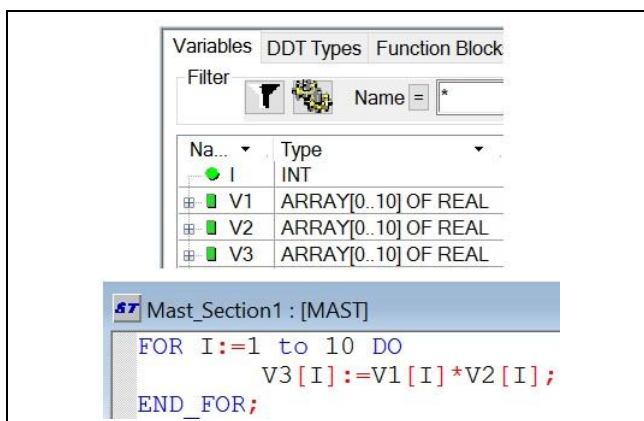 Variables DDT Types Function Block
Filter
Name = *
Na... Type
I INT
V1 ARRAY[0..10] OF REAL
V2 ARRAY[0..10] OF REAL
V3 ARRAY[0..10] OF REAL
ST Mast_Section1 : [MAST]
FOR I:=1 to 10 DO
V3[I]:=V1[I]*V2[I];
END_FOR;